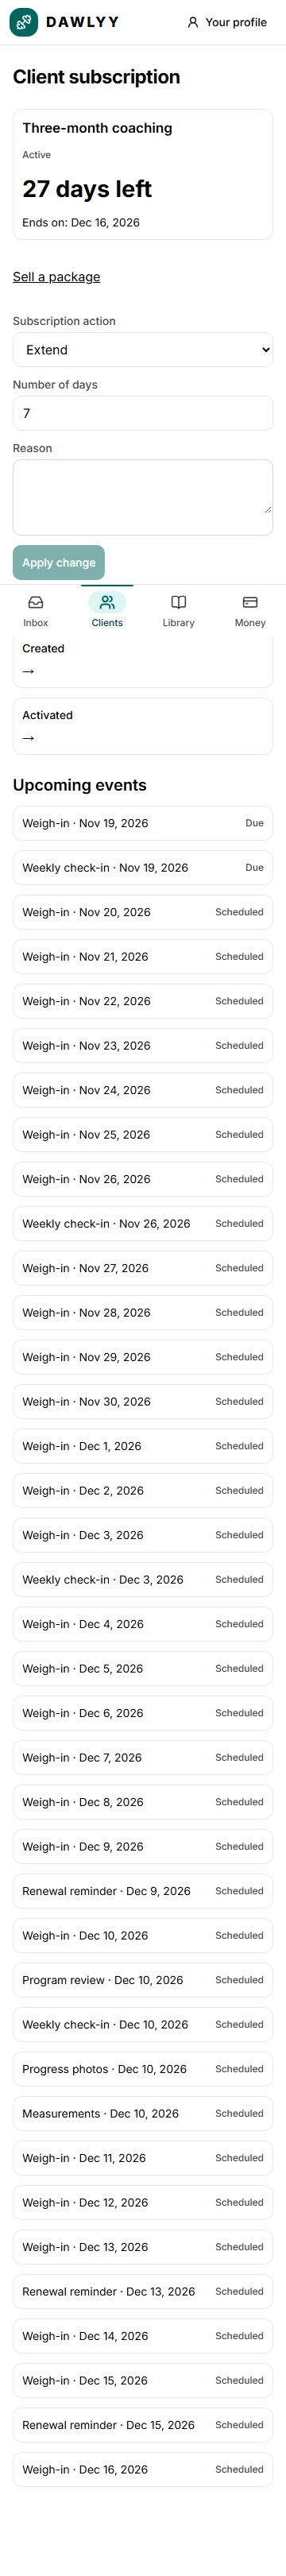 DAWLYY
Your profile
Client subscription
Three-month coaching
Active
27 days left
Ends on: Dec 16, 2026
Sell a package
Subscription action
Extend
Number of days
7
Reason
Apply change
Inbox
Clients
Library
Money
Created
→
Activated
→
Upcoming events
Weigh-in · Nov 19, 2026 Due
Weekly check-in · Nov 19, 2026 Due
Weigh-in · Nov 20, 2026 Scheduled
Weigh-in · Nov 21, 2026 Scheduled
Weigh-in · Nov 22, 2026 Scheduled
Weigh-in · Nov 23, 2026 Scheduled
Weigh-in · Nov 24, 2026 Scheduled
Weigh-in · Nov 25, 2026 Scheduled
Weigh-in · Nov 26, 2026 Scheduled
Weekly check-in · Nov 26, 2026 Scheduled
Weigh-in · Nov 27, 2026 Scheduled
Weigh-in · Nov 28, 2026 Scheduled
Weigh-in · Nov 29, 2026 Scheduled
Weigh-in · Nov 30, 2026 Scheduled
Weigh-in · Dec 1, 2026 Scheduled
Weigh-in · Dec 2, 2026 Scheduled
Weigh-in · Dec 3, 2026 Scheduled
Weekly check-in · Dec 3, 2026 Scheduled
Weigh-in · Dec 4, 2026 Scheduled
Weigh-in · Dec 5, 2026 Scheduled
Weigh-in · Dec 6, 2026 Scheduled
Weigh-in · Dec 7, 2026 Scheduled
Weigh-in · Dec 8, 2026 Scheduled
Weigh-in · Dec 9, 2026 Scheduled
Renewal reminder · Dec 9, 2026 Scheduled
Weigh-in · Dec 10, 2026 Scheduled
Program review · Dec 10, 2026 Scheduled
Weekly check-in · Dec 10, 2026 Scheduled
Progress photos · Dec 10, 2026 Scheduled
Measurements · Dec 10, 2026 Scheduled
Weigh-in · Dec 11, 2026 Scheduled
Weigh-in · Dec 12, 2026 Scheduled
Weigh-in · Dec 13, 2026 Scheduled
Renewal reminder · Dec 13, 2026 Scheduled
Weigh-in · Dec 14, 2026 Scheduled
Weigh-in · Dec 15, 2026 Scheduled
Renewal reminder · Dec 15, 2026 Scheduled
Weigh-in · Dec 16, 2026 Scheduled